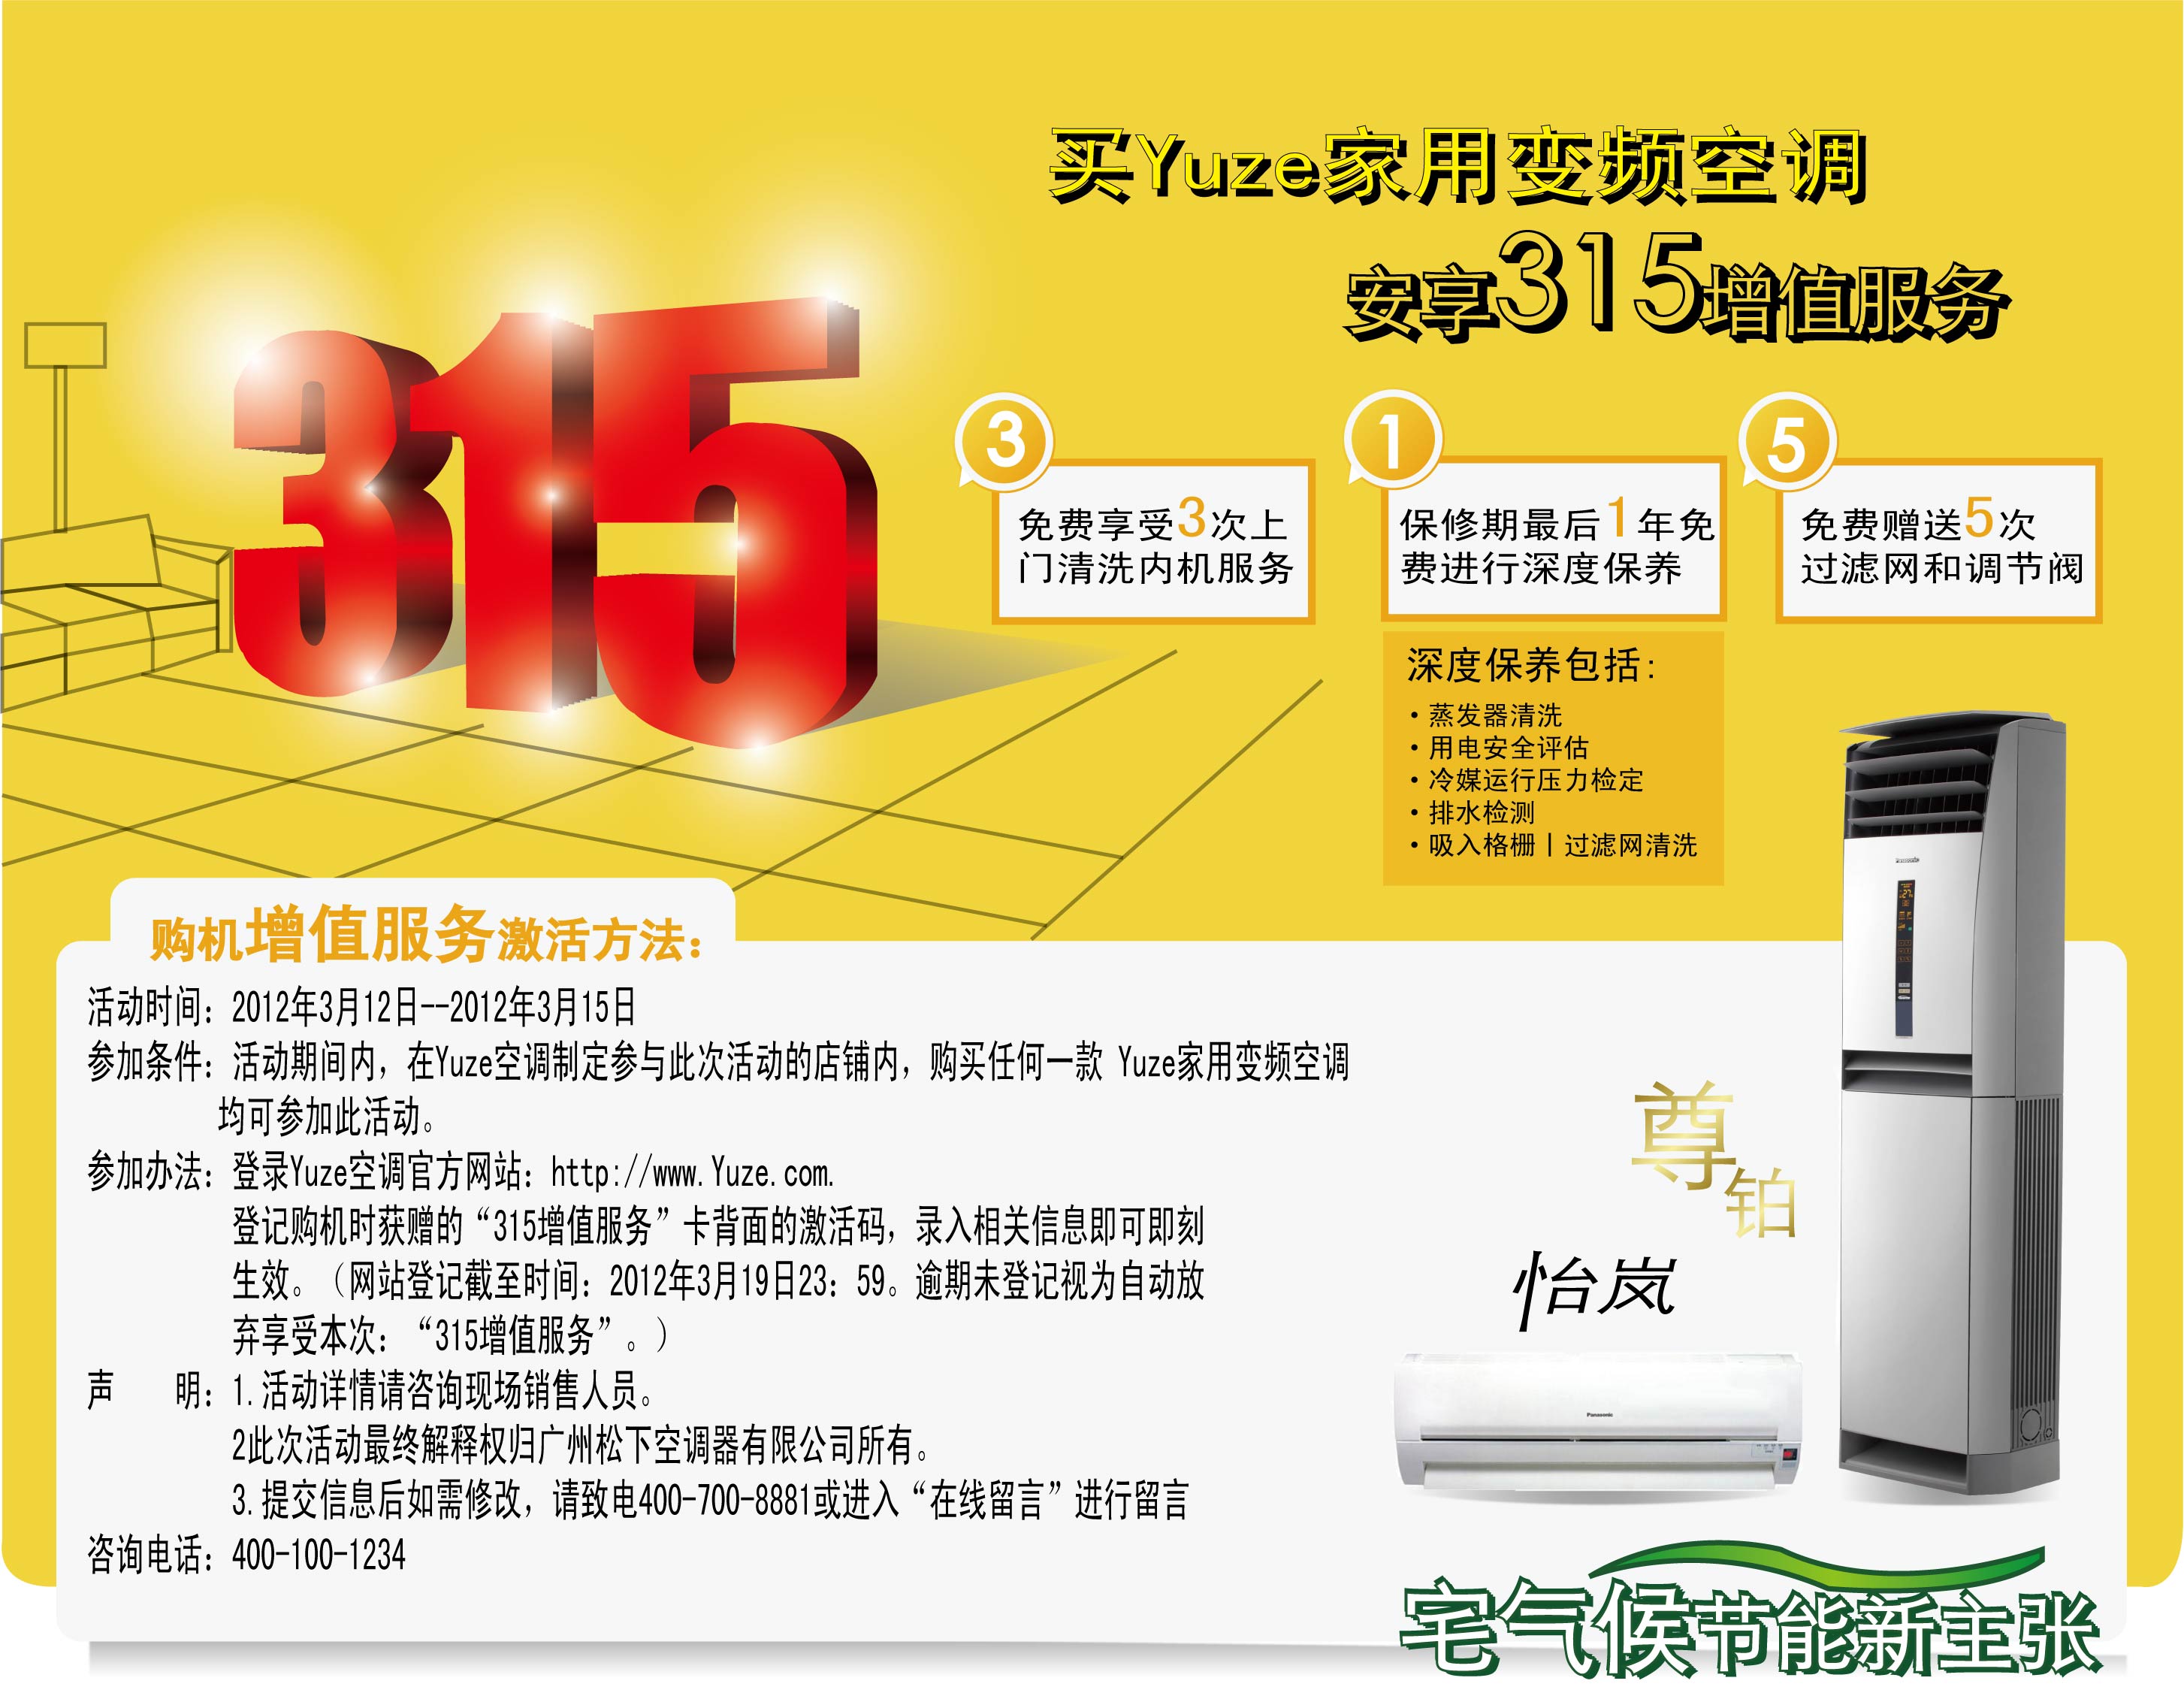 买Yuze家用变频空调
安享315增值服务
315
3
免费享受3次上
门清洗内机服务
1
保修期最后1年免
费进行深度保养
5
免费赠送5次
过滤网和调节阀
深度保养包括:
·蒸发器清洗
·用电安全评估
·冷媒运行压力检定
·排水检测
·吸入格栅丨过滤网清洗
购机增值服务激活方法:
活动时间：2012年3月12日--2012年3月15日
参加条件：活动期间内，在Yuze空调制定参与此次活动的店铺内，购买任何一款 Yuze家用变频空调
均可参加此活动。
参加办法：登录Yuze空调官方网站：http://www.Yuze.com.
登记购机时获赠的“315增值服务”卡背面的激活码，录入相关信息即可即刻
生效。（网站登记截至时间：2012年3月19日23：59。逾期未登记视为自动放
弃享受本次：“315增值服务”。）
声　　明：1.活动详情请咨询现场销售人员。
2此次活动最终解释权归广州松下空调器有限公司所有。
3.提交信息后如需修改，请致电400-700-8881或进入“在线留言”进行留言
咨询电话：400-100-1234
尊铂
怡岚
Panasonic
Panasonic
宅气候节能新主张